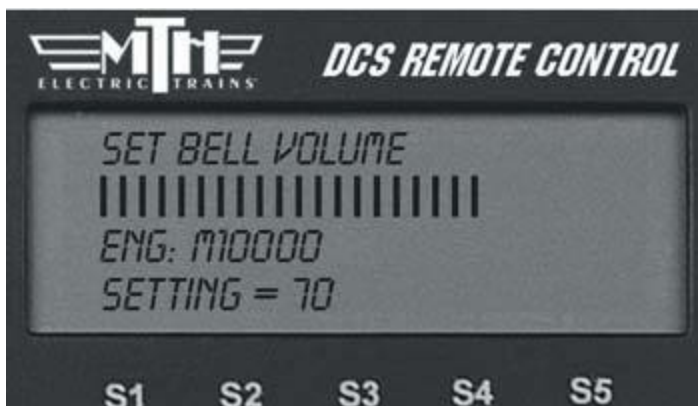 MTH
ELECTRIC TRAINS
DCS REMOTE CONTROL
SET BELL VOLUME
ENG: M10000
SETTING = 70
S1 S2 S3 S4 S5